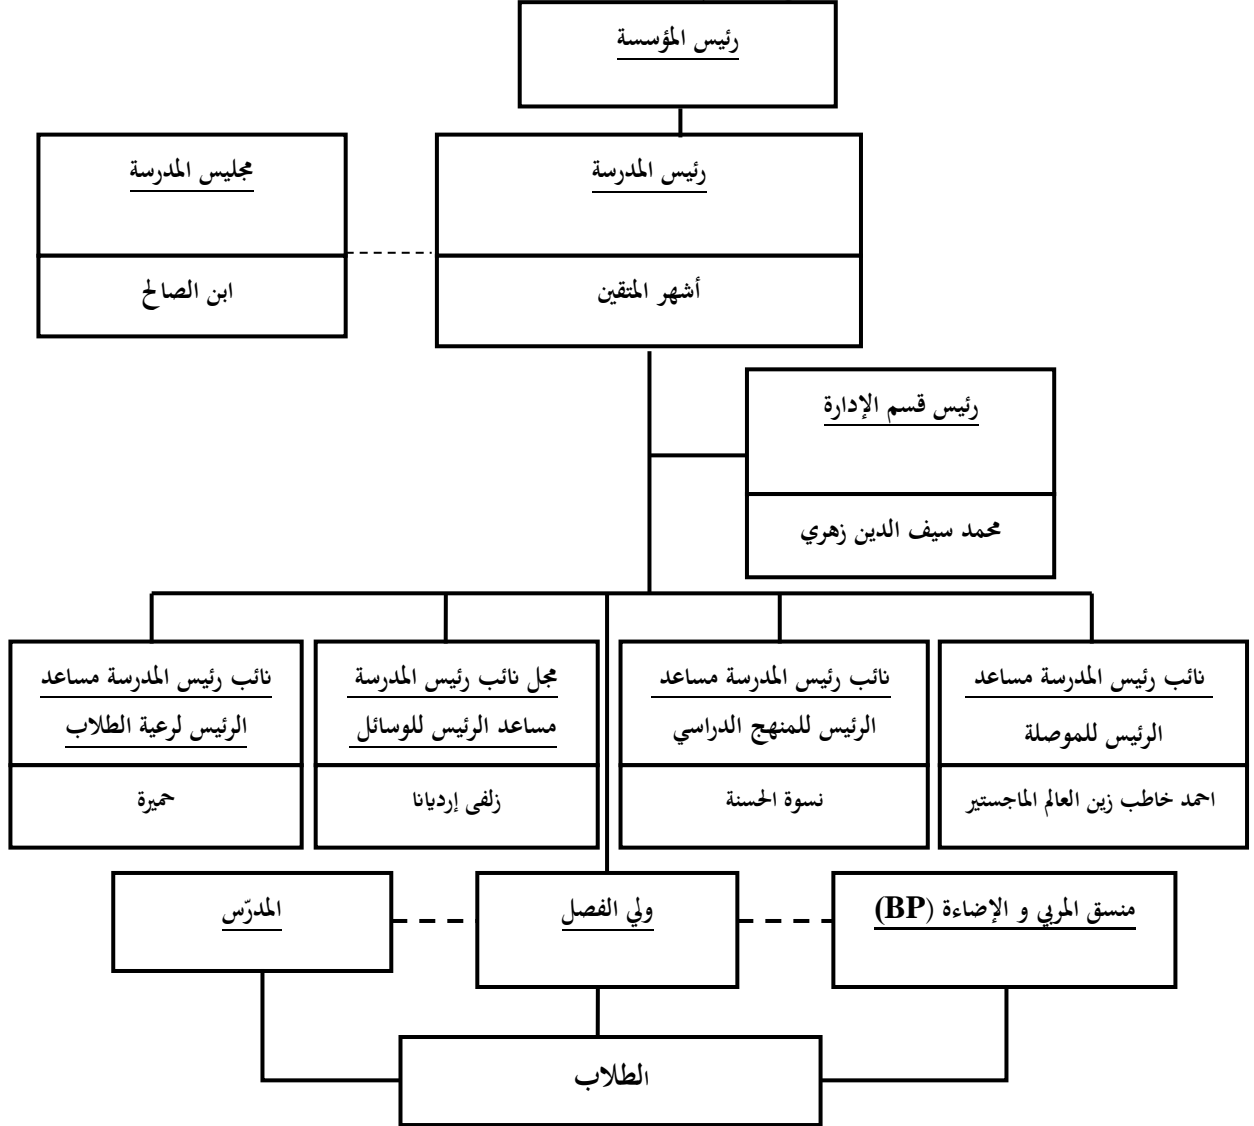 رئيس المؤسسة
رئيس المدرسة
أشهر المتقين
مجليس المدرسة
ابن الصالح
رئيس قسم الإدارة
محمد سيف الدين زهري
نائب رئيس المدرسة مساعد
الرئيس للموصلة
احمد خاطب زين العالم الماجستير
نائب رئيس المدرسة مساعد
الرئيس للمنهج الدراسي
نسوة الحسنة
مجل نائب رئيس المدرسة
مساعد الرئيس للوسائل
زلفى إرديانا
نائب رئيس المدرسة مساعد
الرئيس لرعية الطلاب
حميرة
منسق المربي و الإضاءة (BP)
ولي الفصل
المدرّس
الطلاب